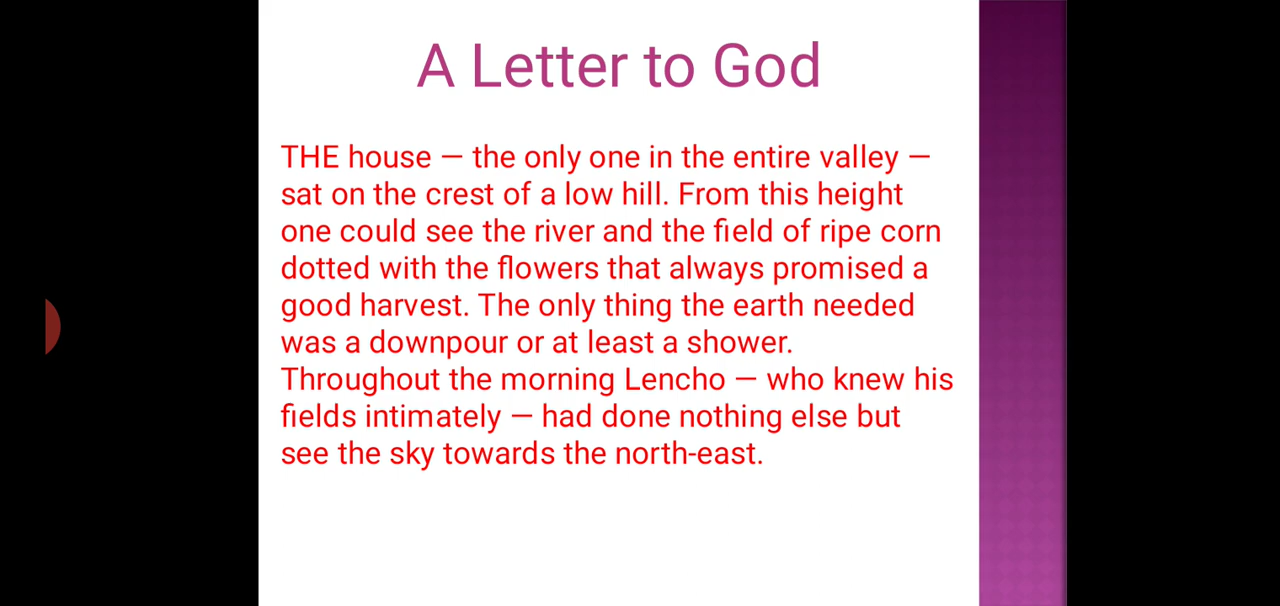 A Letter to God
THE house — the only one in the entire valley —
sat on the crest of a low hill. From this height
one could see the river and the field of ripe corn
dotted with the flowers that always promised a
good harvest. The only thing the earth needed
was a downpour or at least a shower.
Throughout the morning Lencho — who knew his
fields intimately — had done nothing else but
see the sky towards the north-east.